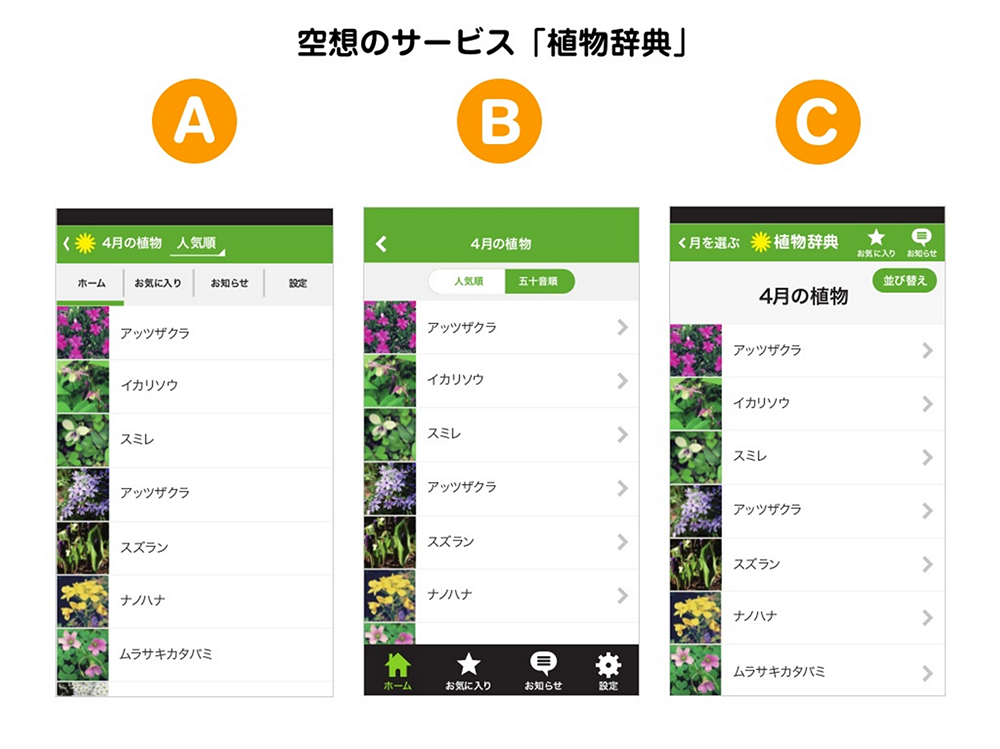 空想のサービス「植物辞典」
A
B
C
4月の植物 人気順
ホーム お気に入り お知らせ 設定
アッツザクラ
イカリソウ
スミレ
アッツザクラ
スズラン
ナノハナ
ムラサキカタバミ
4月の植物
人気順 五十音順
アッツザクラ
イカリソウ
スミレ
アッツザクラ
スズラン
ナノハナ
ホーム お気に入り お知らせ 設定
月を選ぶ 植物辞典 お気に入り お知らせ
並び替え
4月の植物
アッツザクラ
イカリソウ
スミレ
アッツザクラ
スズラン
ナノハナ
ムラサキカタバミ